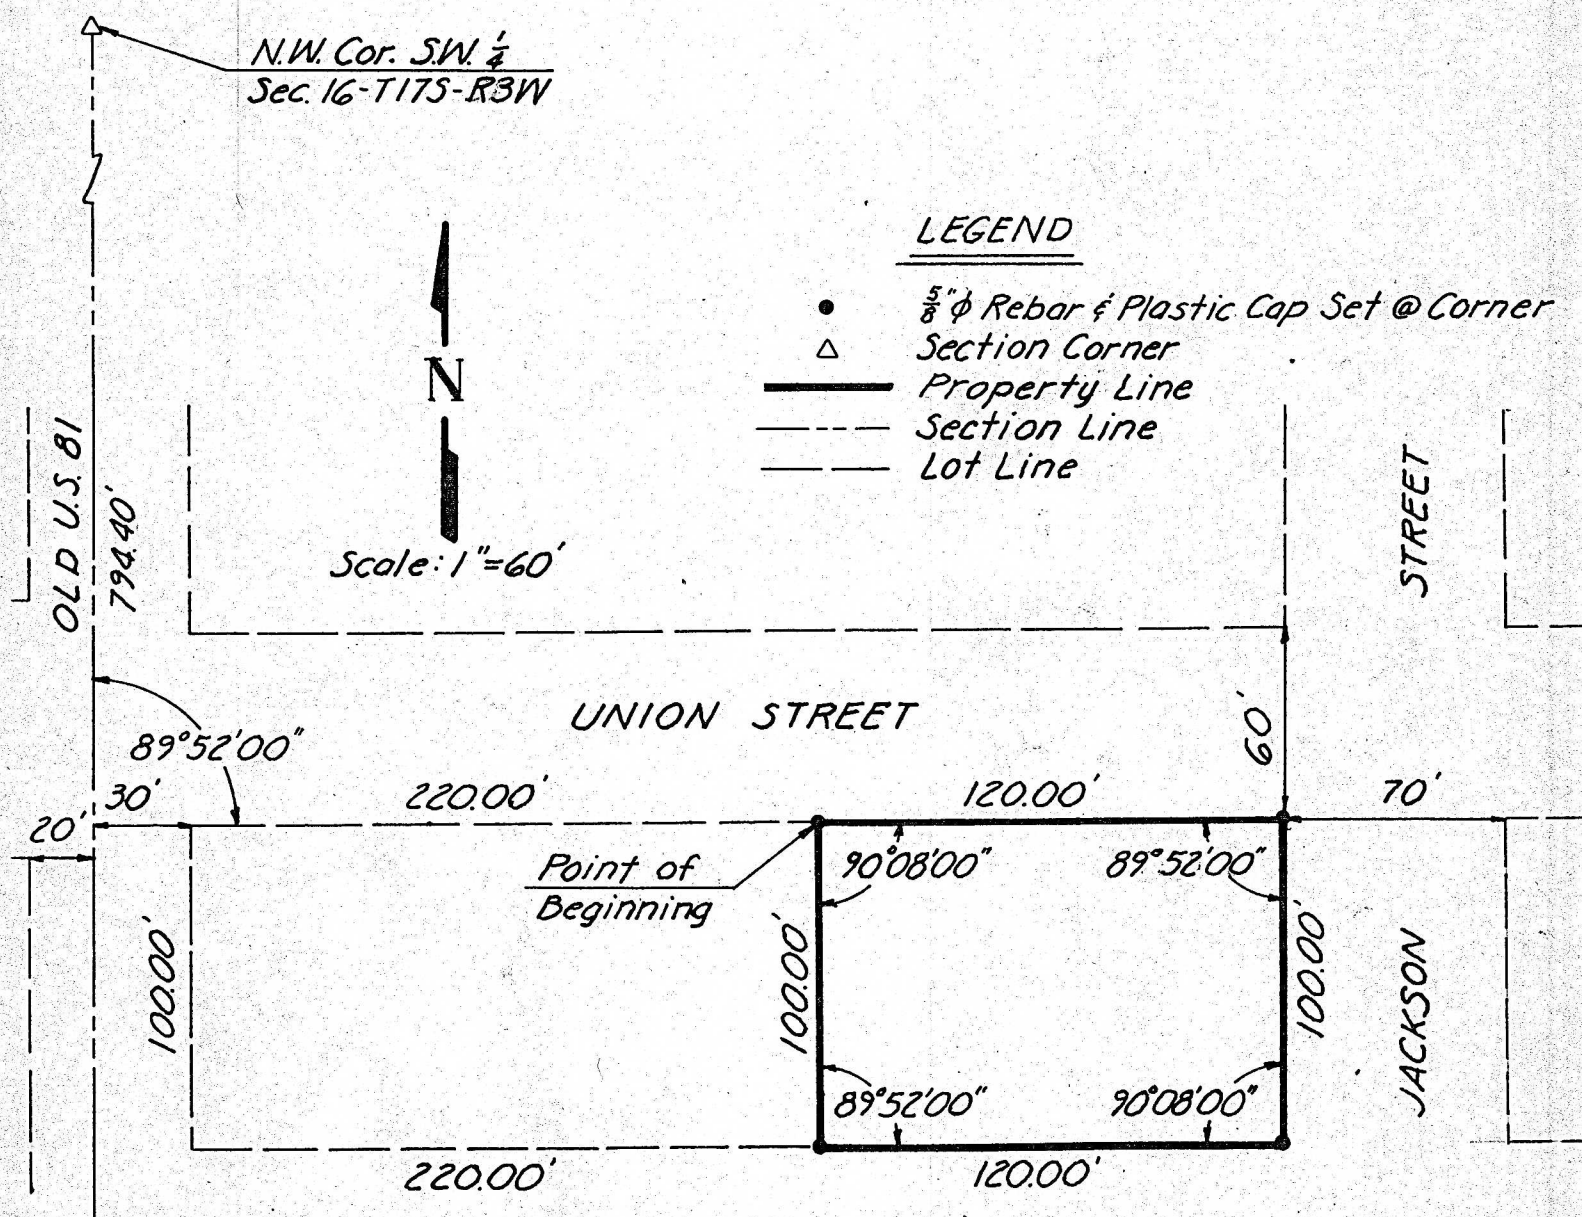 N.W. Cor. S.W. 1/4
Sec. 16-T17S-R3W
LEGEND
5/8"ϕ Rebar & Plastic Cap Set @ Corner
Section Corner
Property Line
Section Line
Lot Line
N
Scale: 1"=60'
OLD U.S. 81
794.40'
STREET
UNION STREET
89°52'00"
60'
30'
220.00'
120.00'
70'
20'
Point of
Beginning
90°08'00"
89°52'00"
100.00'
100.00'
100.00'
JACKSON
89°52'00"
90°08'00"
220.00'
120.00'